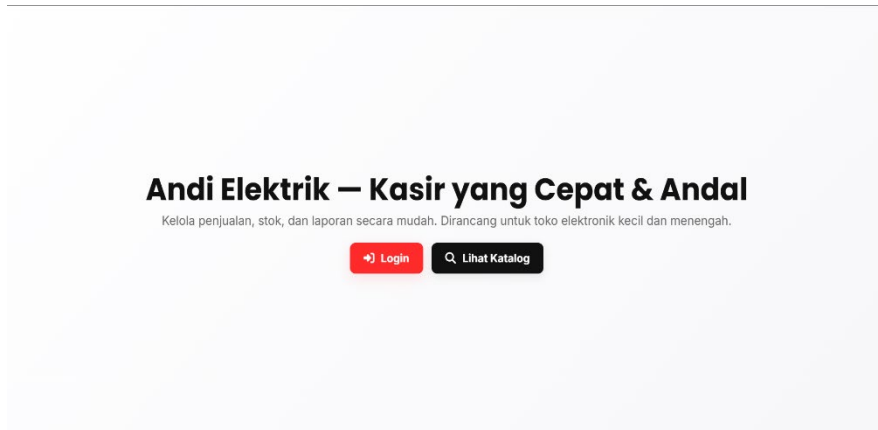 Andi Elektrik — Kasir yang Cepat & Andal
Kelola penjualan, stok, dan laporan secara mudah. Dirancang untuk toko elektronik kecil dan menengah.
Login
Lihat Katalog